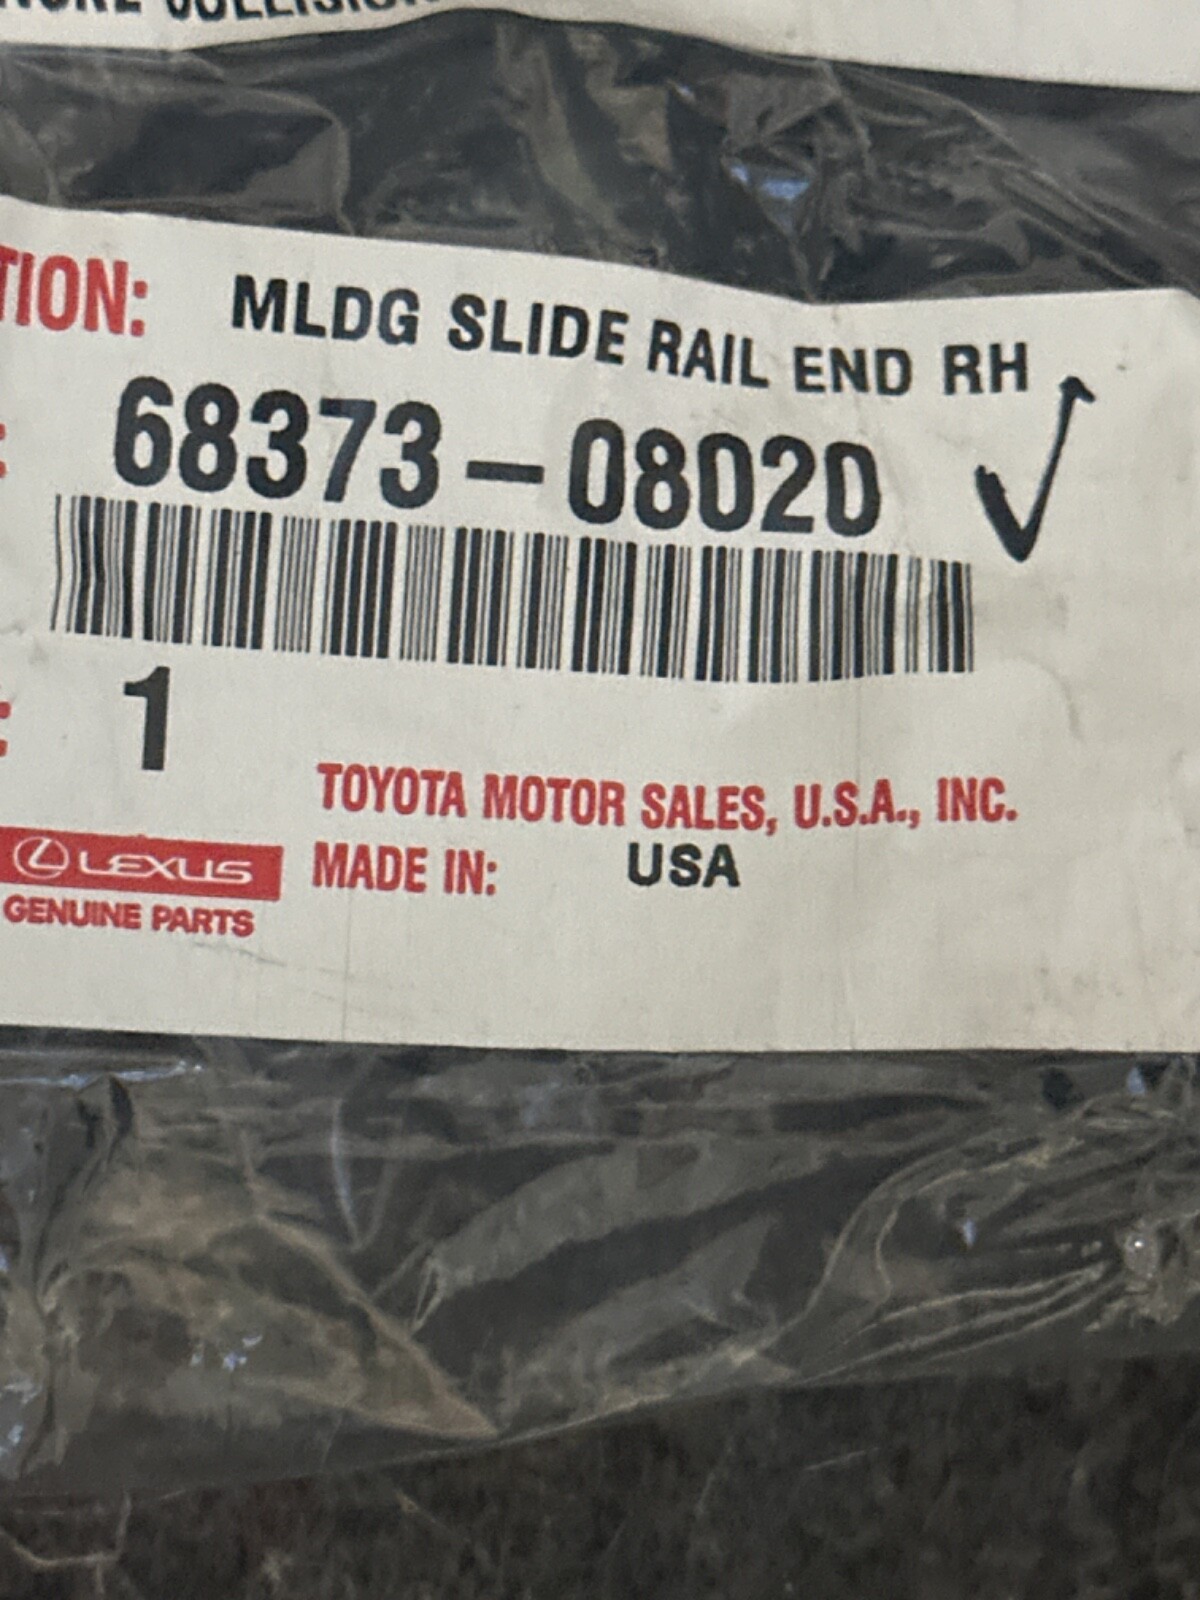 TION: MLDG SLIDE RAIL END RH
: 68373-08020
: 1
TOYOTA MOTOR SALES, U.S.A., INC.
LEXUS MADE IN: USA
GENUINE PARTS